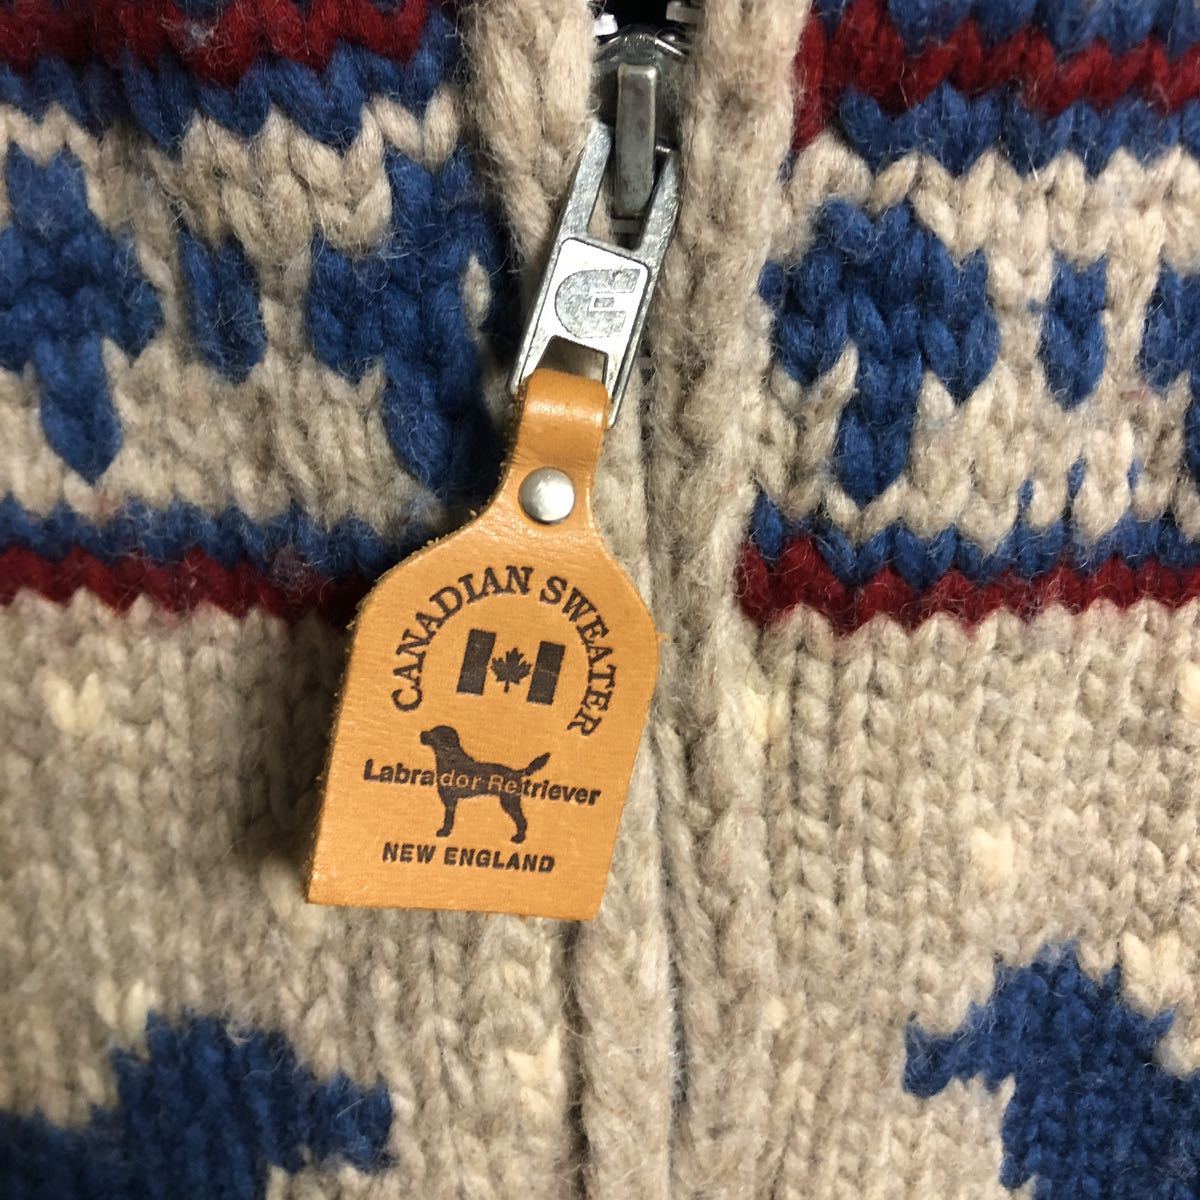 CANADIAN SWEATER
Labrador Retriever
NEW ENGLAND